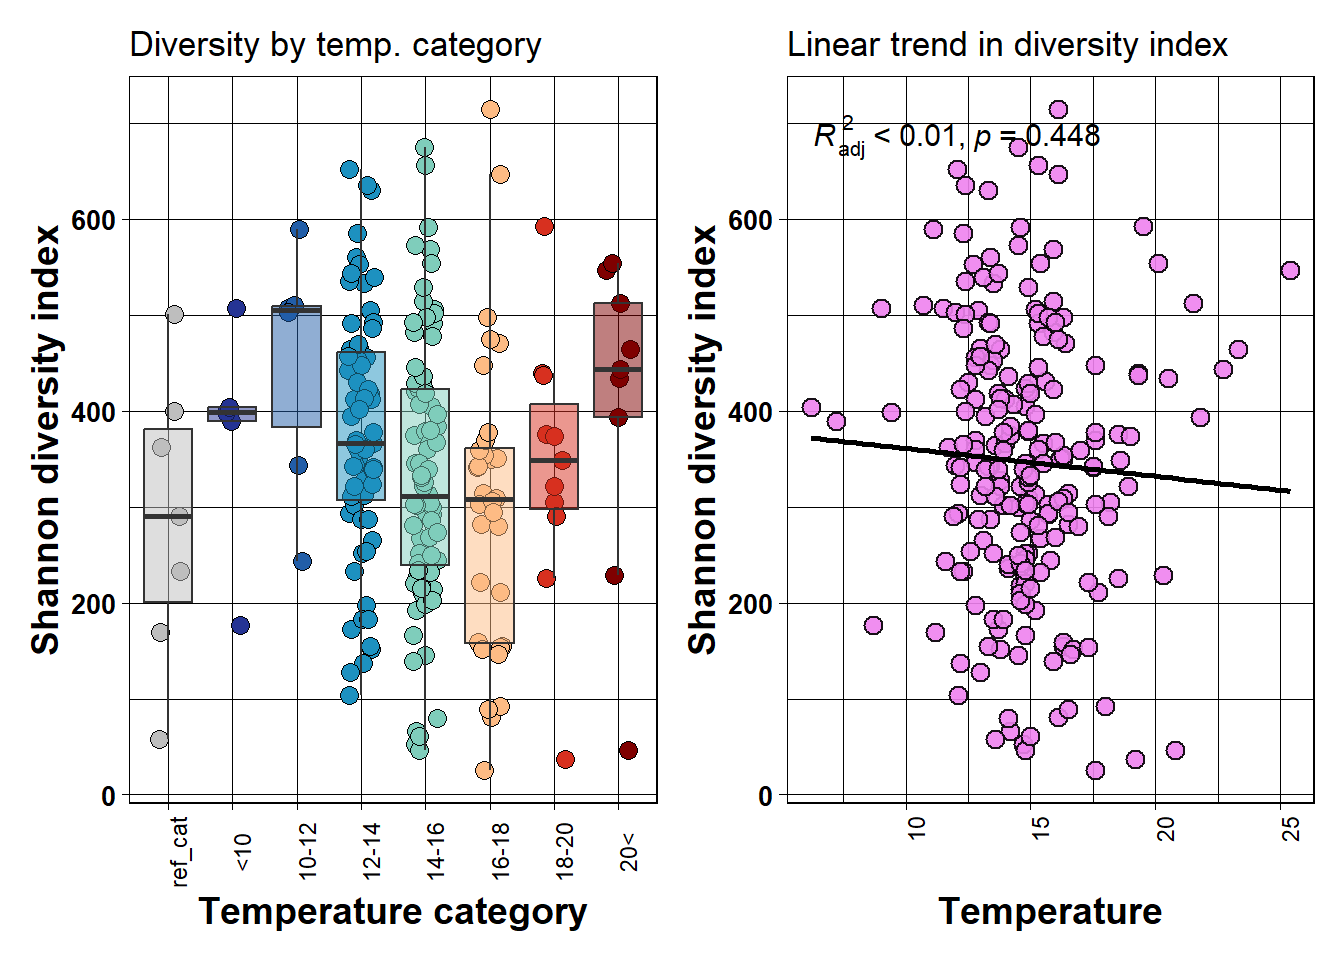 Diversity by temp. category
Shannon diversity index
600
400
200
0
ref_cat
<10
10-12
12-14
14-16
16-18
18-20
20<
Temperature category
Linear trend in diversity index
R²adj < 0.01, p = 0.448
Shannon diversity index
600
400
200
0
10
15
20
25
Temperature